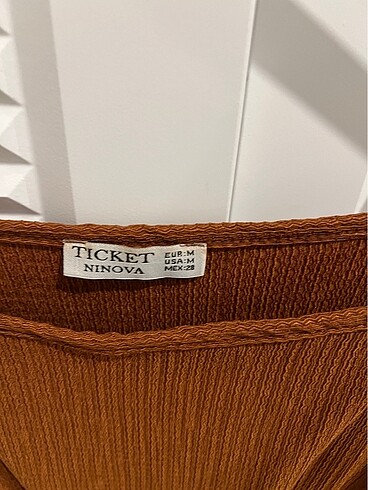 TICKET
NINOVA
EUR:M
USA:M
MEX:28